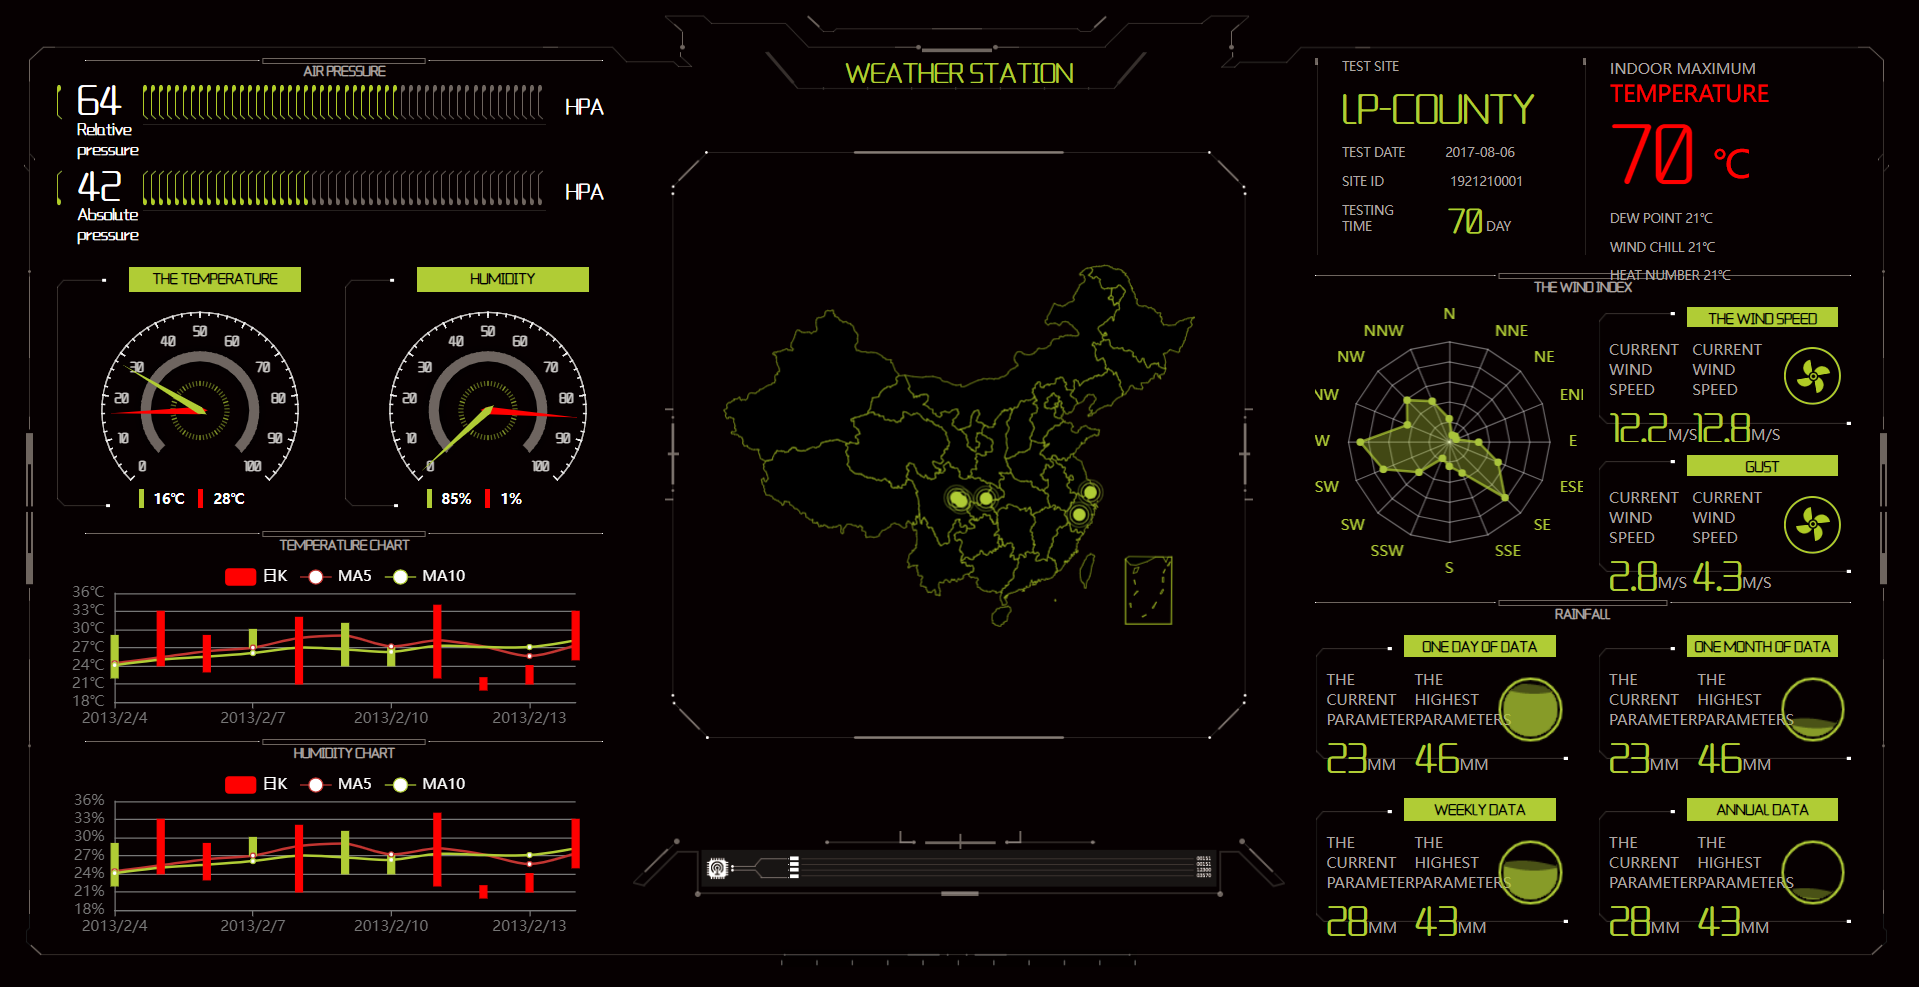 WEATHER STATION
AIR PRESSURE
64
HPA
Relative
pressure
42
HPA
Absolute
pressure
THE TEMPERATURE
0
10
20
30
40
50
60
70
80
90
100
16℃
28℃
HUMIDITY
0
10
20
30
40
50
60
70
80
90
100
85%
1%
TEMPERATURE CHART
日K MA5 MA10
36℃
33℃
30℃
27℃
24℃
21℃
18℃
2013/2/4 2013/2/7 2013/2/10 2013/2/13
HUMIDITY CHART
日K MA5 MA10
36%
33%
30%
27%
24%
21%
18%
2013/2/4 2013/2/7 2013/2/10 2013/2/13
00151
00151
12300
03570
TEST SITE
LP-COUNTY
TEST DATE 2017-08-06
SITE ID 1921210001
TESTING
TIME
70 DAY
INDOOR MAXIMUM
TEMPERATURE
70 ℃
DEW POINT 21℃
WIND CHILL 21℃
HEAT NUMBER 21℃
THE WIND INDEX
N
NNW
NNE
NW
NE
NW
ENE
W
E
SW
ESE
SW
SE
SSW
SSE
S
THE WIND SPEED
CURRENT
WIND
SPEED
CURRENT
WIND
SPEED
12.2M/S
12.8M/S
GUST
CURRENT
WIND
SPEED
CURRENT
WIND
SPEED
2.8M/S
4.3M/S
RAINFALL
ONE DAY OF DATA
THE
CURRENT
PARAMETER
THE
HIGHEST
PARAMETERS
23MM
46MM
ONE MONTH OF DATA
THE
CURRENT
PARAMETER
THE
HIGHEST
PARAMETERS
23MM
46MM
WEEKLY DATA
THE
CURRENT
PARAMETER
THE
HIGHEST
PARAMETERS
28MM
43MM
ANNUAL DATA
THE
CURRENT
PARAMETER
THE
HIGHEST
PARAMETERS
28MM
43MM